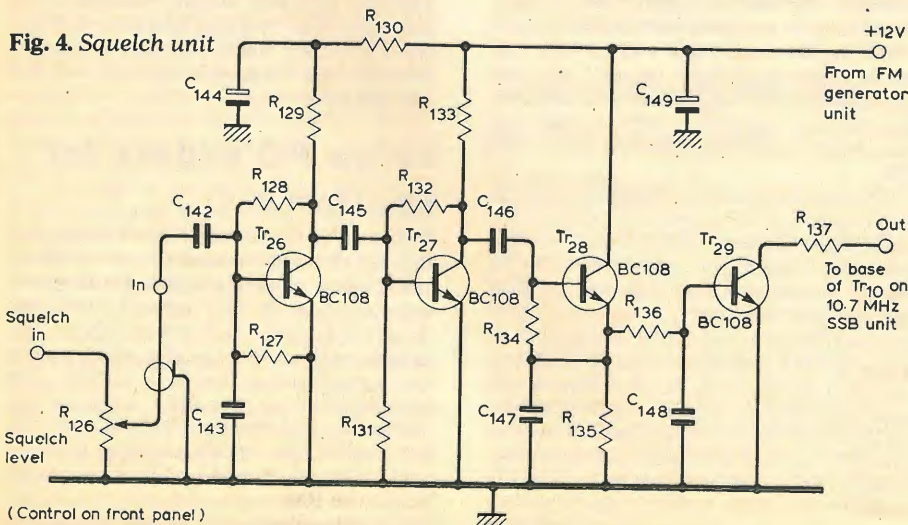 Fig. 4. Squelch unit
R130
+12V
From FM
generator
unit
C144
R129
R133
C149
R128
R132
C142
C145
C146
R137
Out
Tr26
Tr27
Tr28
Tr29
In
BC108
BC108
BC108
BC108
To base
of Tr10 on
10.7 MHz
SSB unit
Squelch
in
R134
R136
R127
R126
Squelch
level
C143
R131
C147
R135
C148
(Control on front panel)